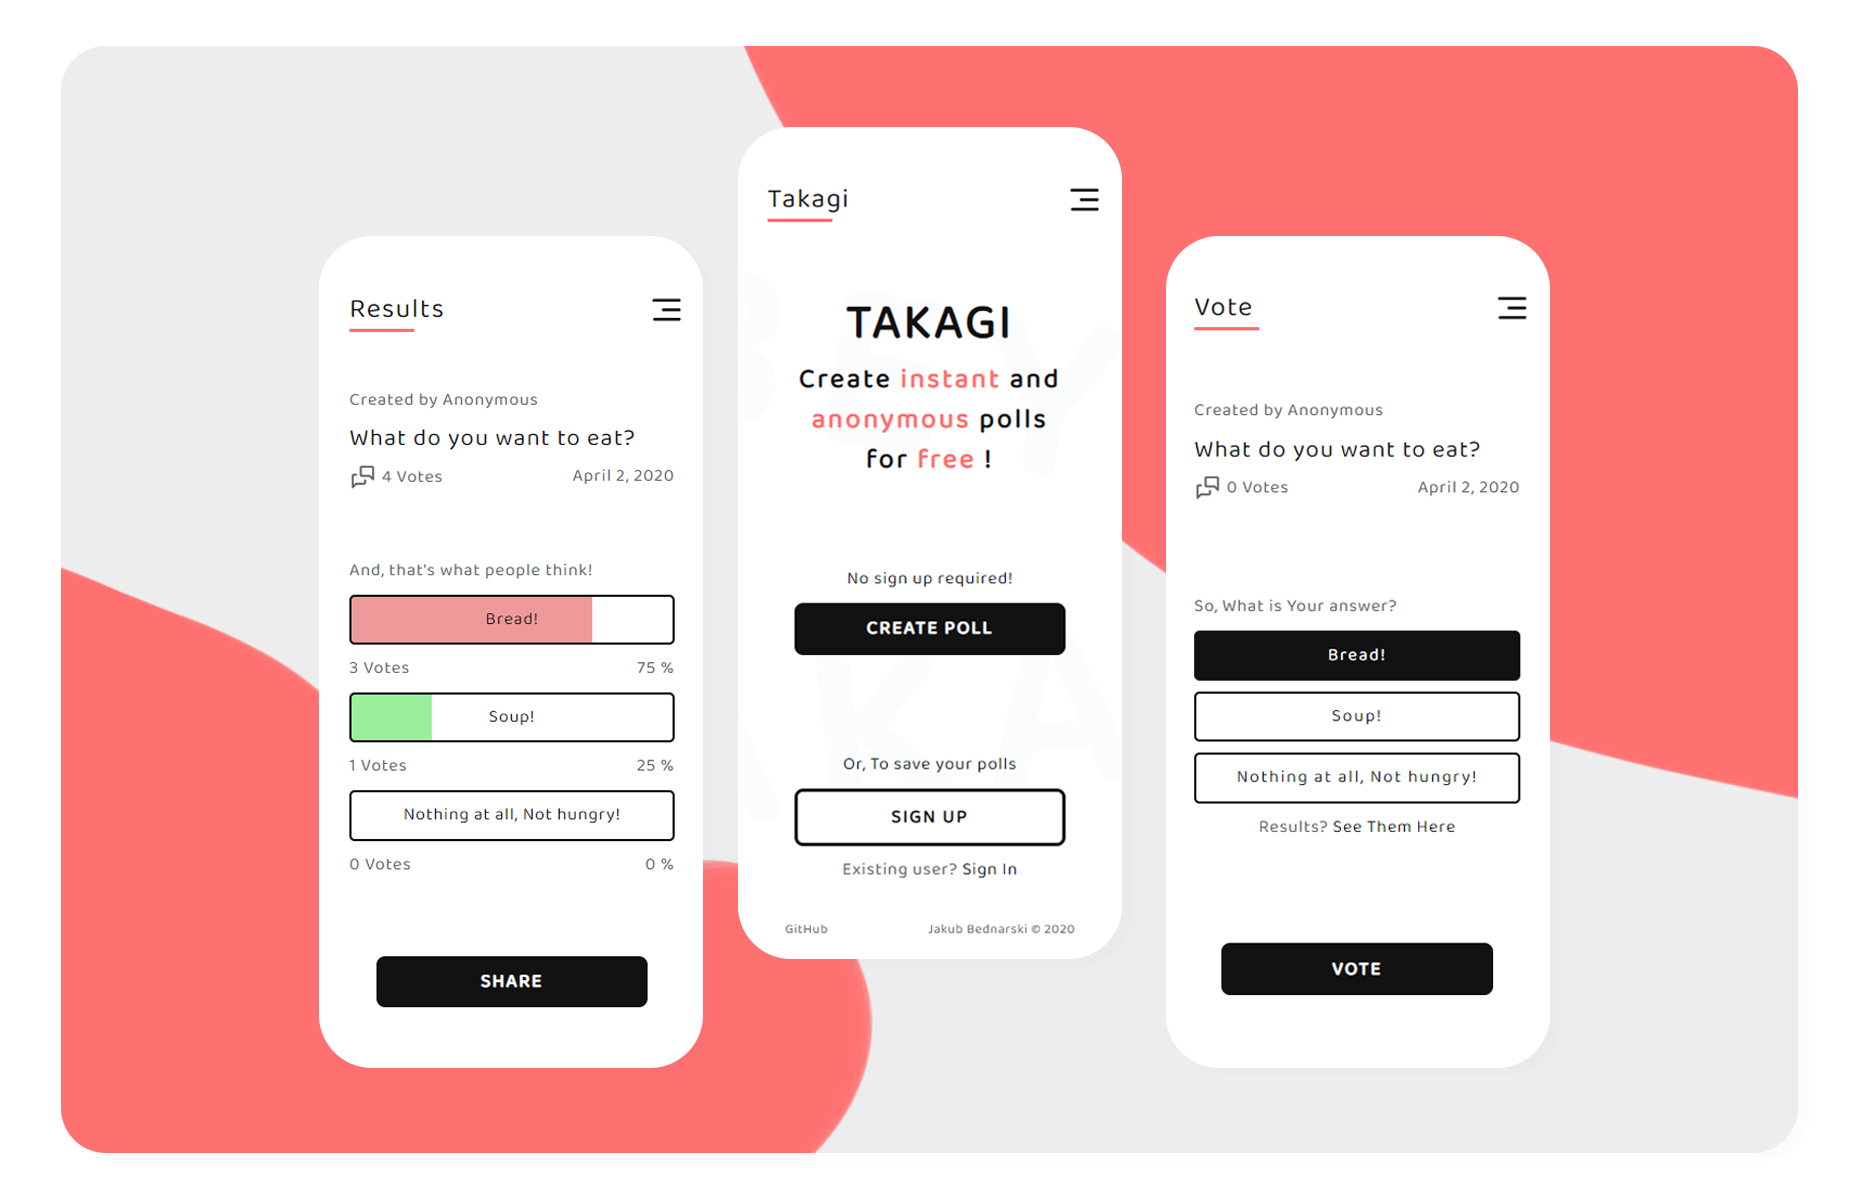 Results
Created by Anonymous
What do you want to eat?
4 Votes
April 2, 2020
And, that's what people think!
Bread!
3 Votes
75 %
Soup!
1 Votes
25 %
Nothing at all, Not hungry!
0 Votes
0 %
SHARE
Takagi
TAKAGI
Create instant and
anonymous polls
for free !
No sign up required!
CREATE POLL
Or, To save your polls
SIGN UP
Existing user? Sign In
GitHub
Jakub Bednarski © 2020
Vote
Created by Anonymous
What do you want to eat?
0 Votes
April 2, 2020
So, What is Your answer?
Bread!
Soup!
Nothing at all, Not hungry!
Results? See Them Here
VOTE